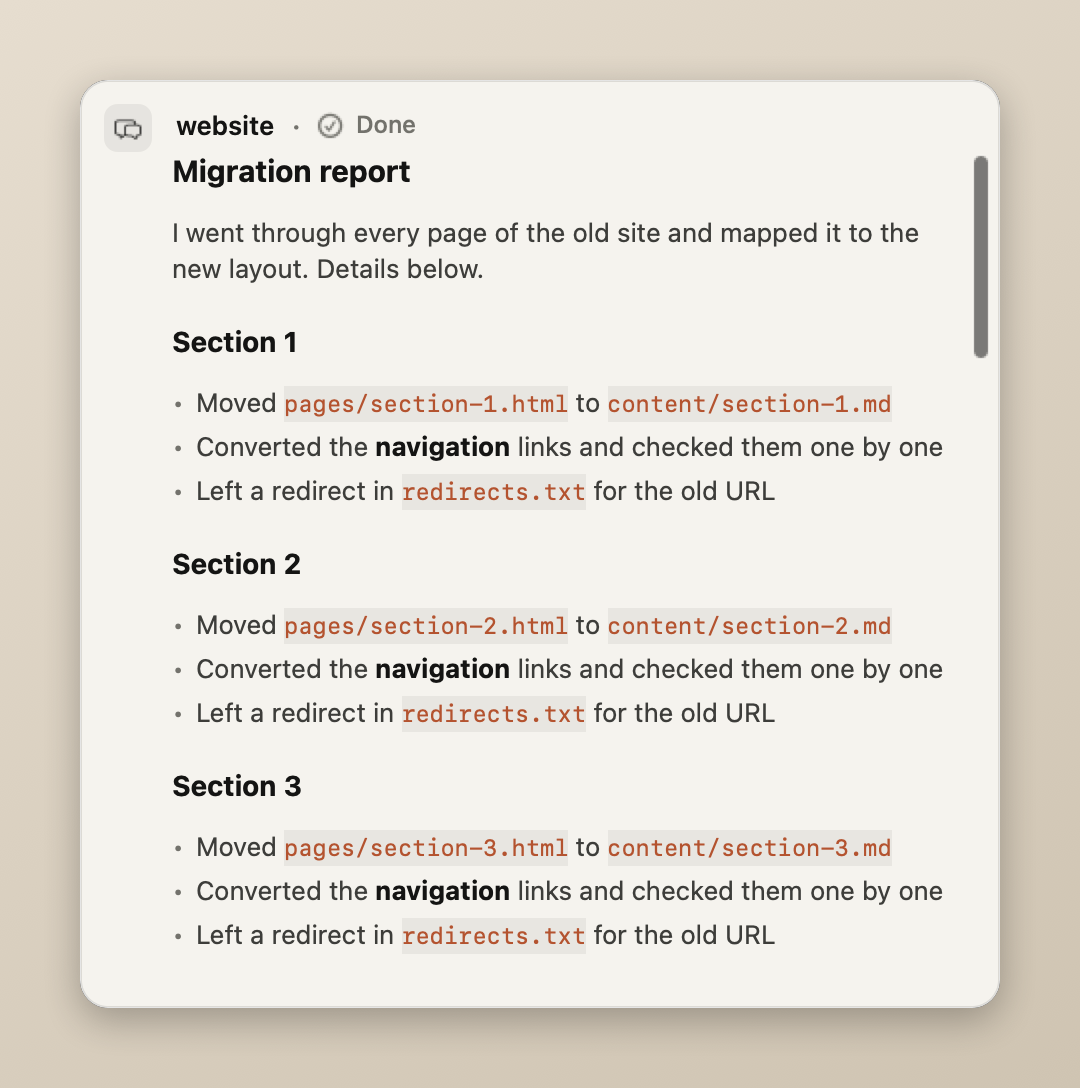 website · Done
Migration report
I went through every page of the old site and mapped it to the
new layout. Details below.
Section 1
• Moved pages/section-1.html to content/section-1.md
• Converted the navigation links and checked them one by one
• Left a redirect in redirects.txt for the old URL
Section 2
• Moved pages/section-2.html to content/section-2.md
• Converted the navigation links and checked them one by one
• Left a redirect in redirects.txt for the old URL
Section 3
• Moved pages/section-3.html to content/section-3.md
• Converted the navigation links and checked them one by one
• Left a redirect in redirects.txt for the old URL